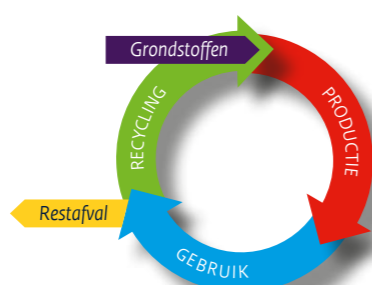 Grondstoffen
RECYCLING
PRODUCTIE
Restafval
GEBRUIK